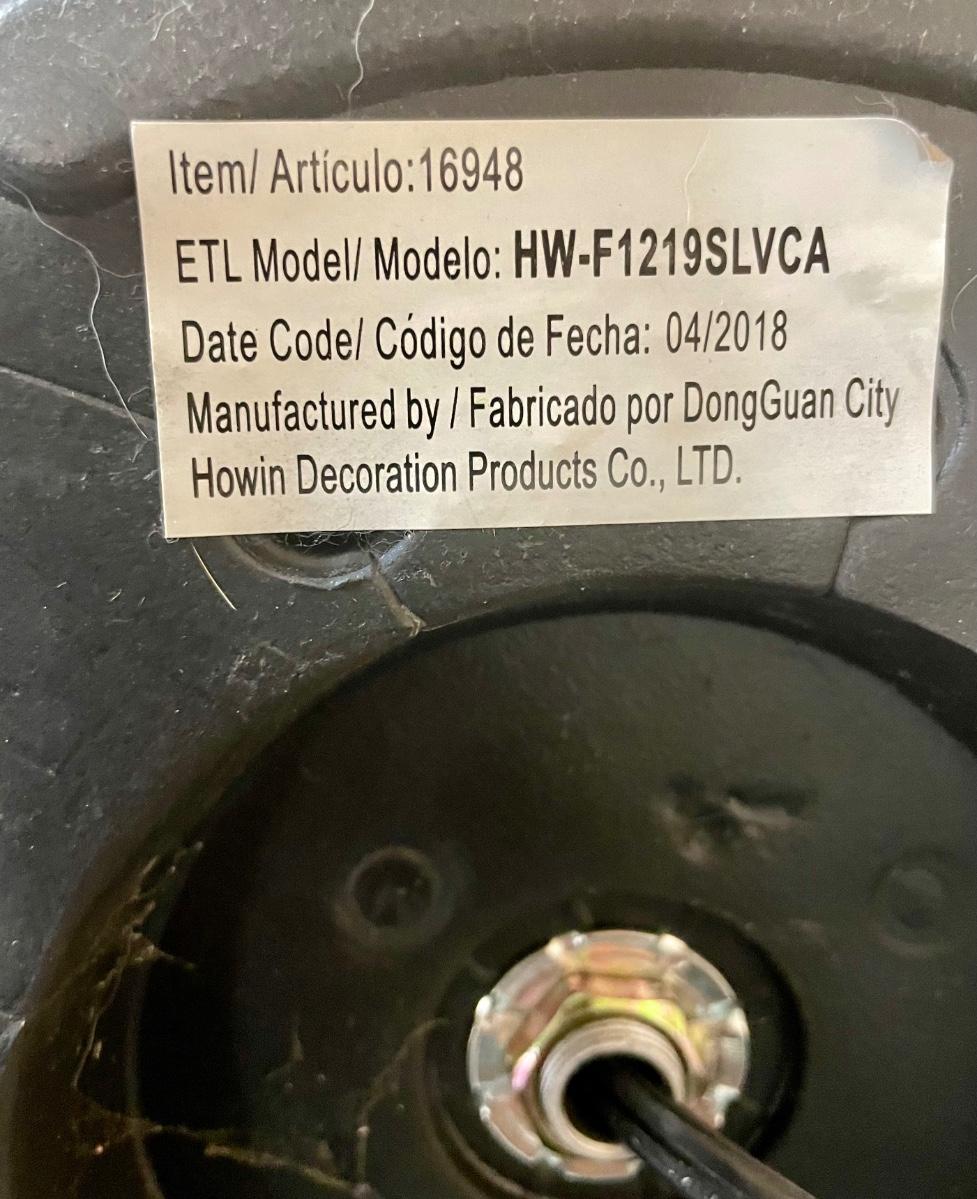 Item/ Artículo:16948
ETL Model/ Modelo: HW-F1219SLVCA
Date Code/ Código de Fecha: 04/2018
Manufactured by / Fabricado por DongGuan City
Howin Decoration Products Co., LTD.